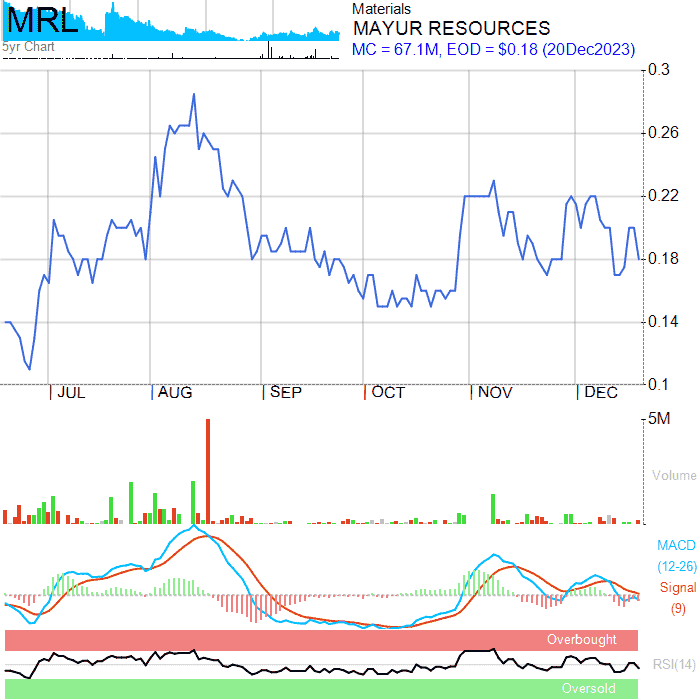 MRL
5yr Chart
Materials
MAYUR RESOURCES
MC = 67.1M, EOD = $0.18 (20Dec2023)
0.3
0.26
0.22
0.18
0.14
0.1
JUL AUG SEP OCT NOV DEC
5M
Volume
MACD
(12-26)
Signal
(9)
Overbought
RSI(14)
Oversold